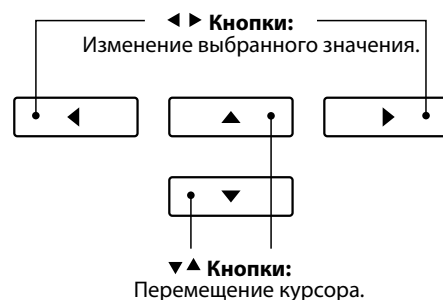 ◀ ▶ Кнопки:
Изменение выбранного значения.
▼▲ Кнопки:
Перемещение курсора.